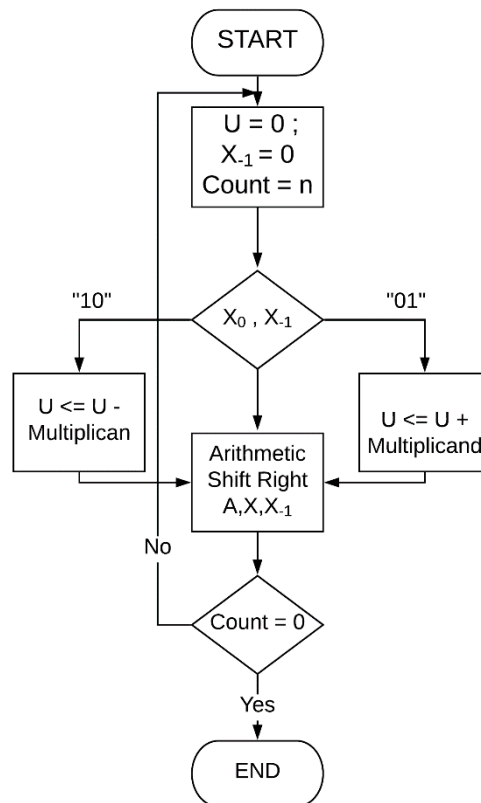 START
U = 0 ;
X-1 = 0
Count = n
"10"
X0 , X-1
"01"
U <= U -
Multiplican
U <= U +
Multiplicand
Arithmetic
Shift Right
A,X,X-1
No
Count = 0
Yes
END